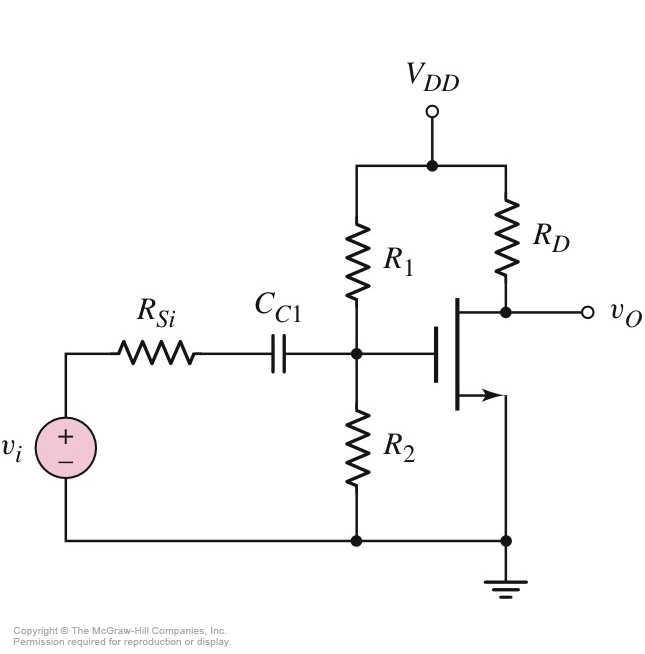 V_DD
R_1
R_D
C_C1
R_Si
v_O
+
−
v_i
R_2
Copyright © The McGraw-Hill Companies, Inc.
Permission required for reproduction or display.